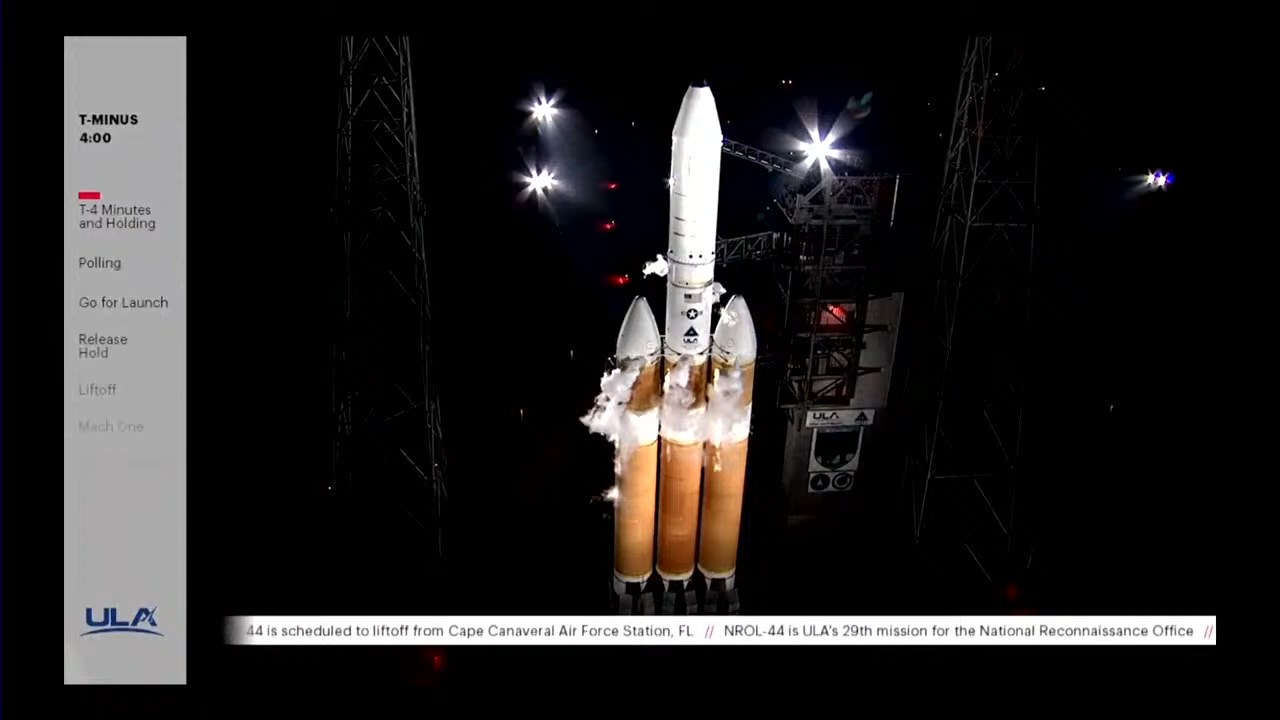 T-MINUS
4:00
T-4 Minutes
and Holding
Polling
Go for Launch
Release
Hold
Liftoff
Mach One
ULA
ULA
ULA
44 is scheduled to liftoff from Cape Canaveral Air Force Station, FL // NROL-44 is ULA's 29th mission for the National Reconnaissance Office //